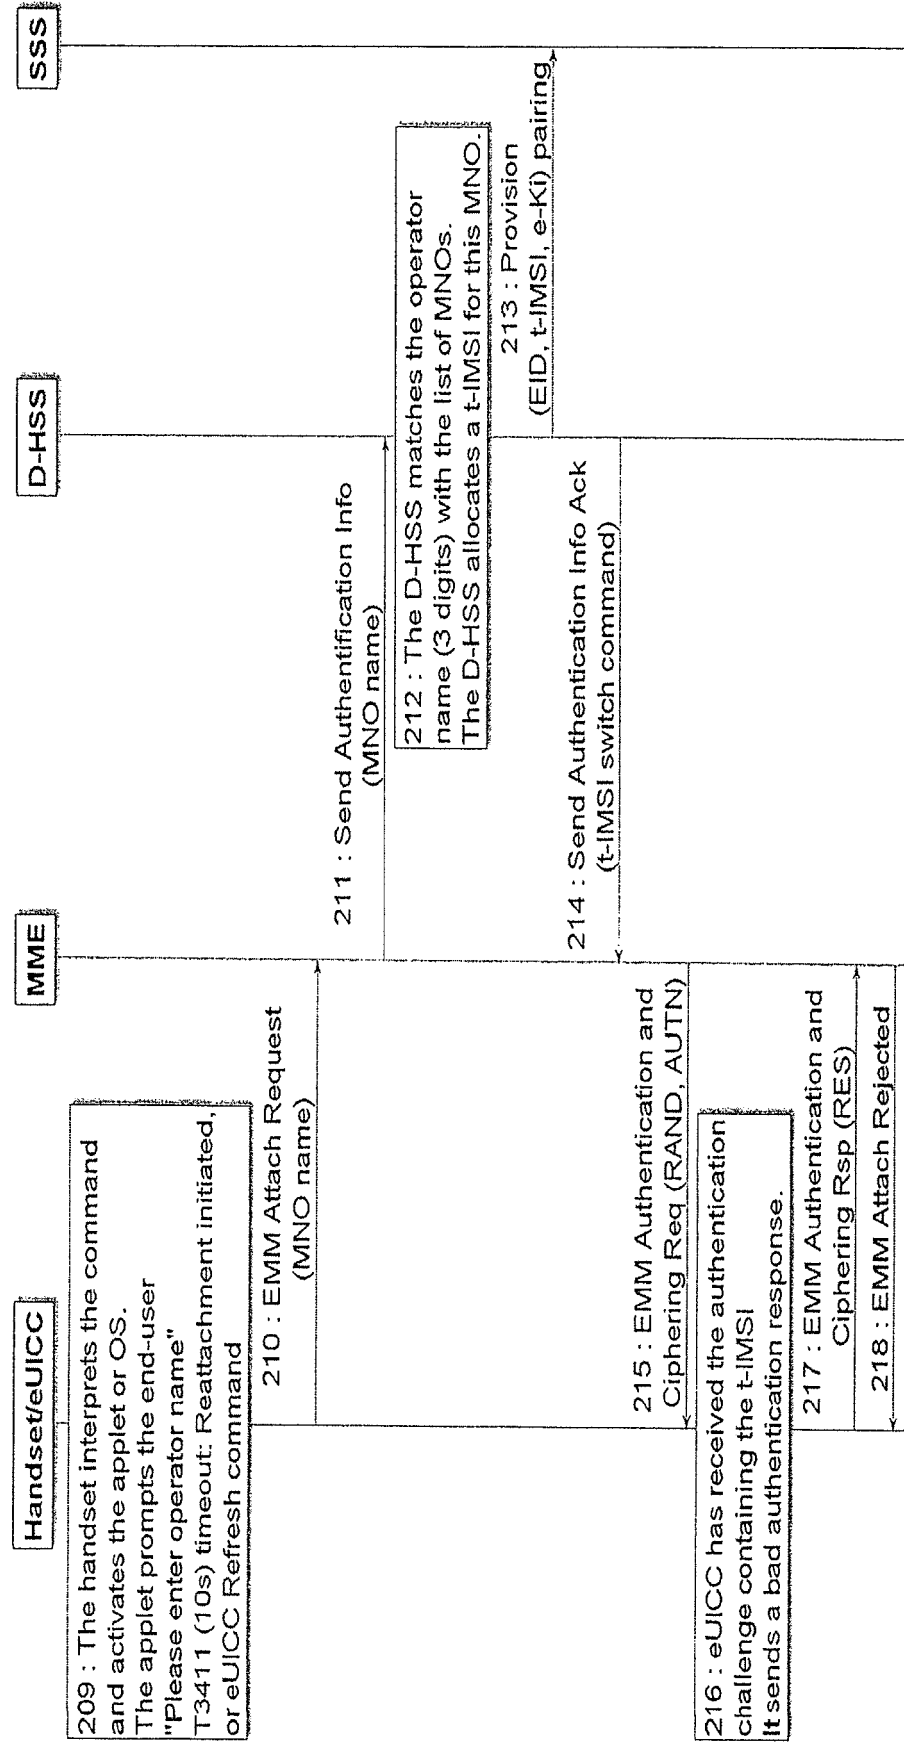 Handset/eUICC
MME
D-HSS
SSS
209 : The handset interprets the command
and activates the applet or OS.
The applet prompts the end-user
"Please enter operator name"
T3411 (10s) timeout: Reattachment initiated,
or eUICC Refresh command
210 : EMM Attach Request
(MNO name)
211 : Send Authentification Info
(MNO name)
212 : The D-HSS matches the operator
name (3 digits) with the list of MNOs.
The D-HSS allocates a t-IMSI for this MNO.
213 : Provision
(EID, t-IMSI, e-Ki) pairing
214 : Send Authentication Info Ack
(t-IMSI switch command)
215 : EMM Authentication and
Ciphering Req (RAND, AUTN)
216 : eUICC has received the authentication
challenge containing the t-IMSI
It sends a bad authentication response.
217 : EMM Authentication and
Ciphering Rsp (RES)
218 : EMM Attach Rejected